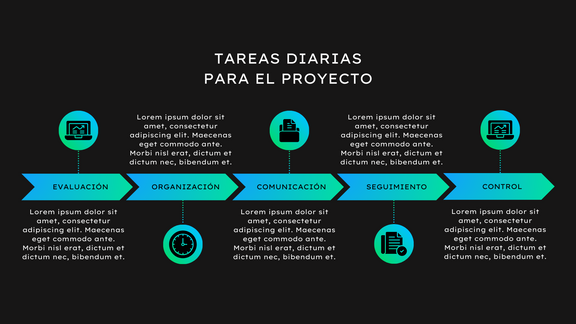 TAREAS DIARIAS
PARA EL PROYECTO
Lorem ipsum dolor sit
amet, consectetur
adipiscing elit. Maecenas
eget commodo ante.
Morbi nisl erat, dictum et
dictum nec, bibendum et.
Lorem ipsum dolor sit
amet, consectetur
adipiscing elit. Maecenas
eget commodo ante.
Morbi nisl erat, dictum et
dictum nec, bibendum et.
EVALUACIÓN
ORGANIZACIÓN
COMUNICACIÓN
SEGUIMIENTO
CONTROL
Lorem ipsum dolor sit
amet, consectetur
adipiscing elit. Maecenas
eget commodo ante.
Morbi nisl erat, dictum et
dictum nec, bibendum et.
Lorem ipsum dolor sit
amet, consectetur
adipiscing elit. Maecenas
eget commodo ante.
Morbi nisl erat, dictum et
dictum nec, bibendum et.
Lorem ipsum dolor sit
amet, consectetur
adipiscing elit. Maecenas
eget commodo ante.
Morbi nisl erat, dictum et
dictum nec, bibendum et.